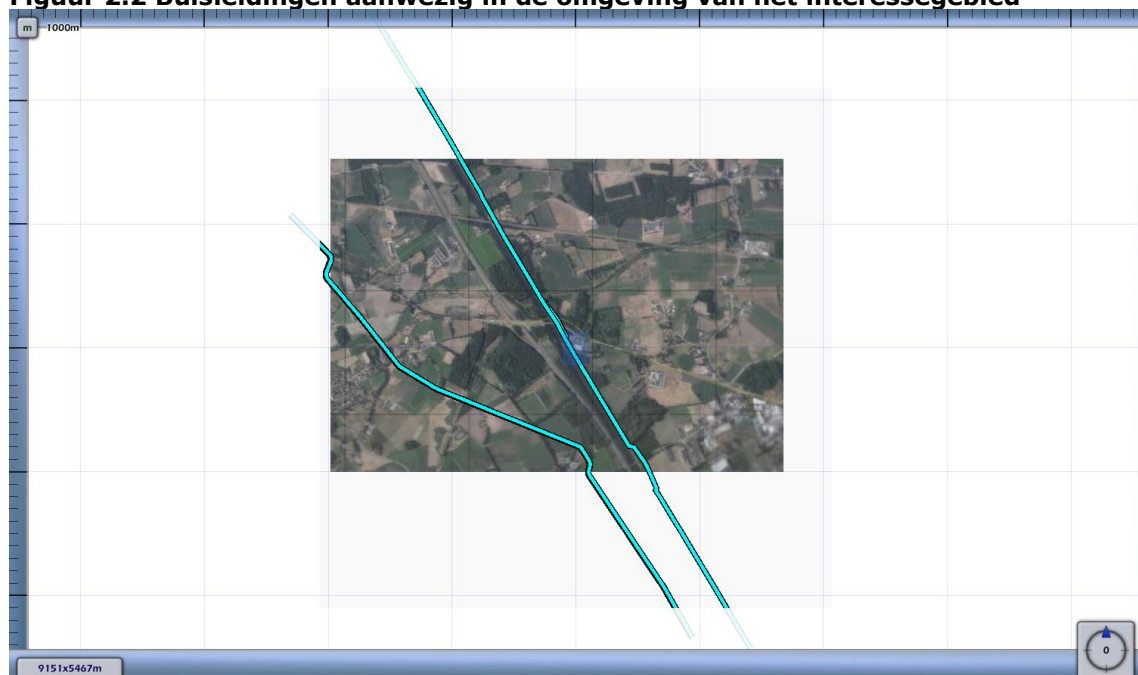 Figuur 2.2 Buisleidingen aanwezig in de omgeving van het interessegebied
m 1000m
0
9151x5467m